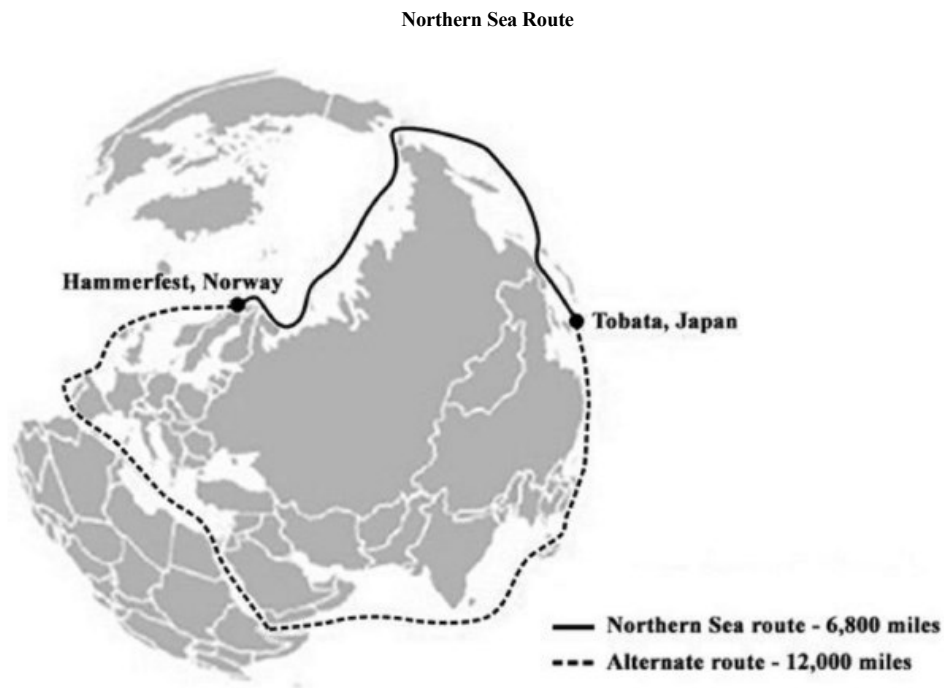 Northern Sea Route
Hammerfest, Norway
Tobata, Japan
Northern Sea route - 6,800 miles
Alternate route - 12,000 miles